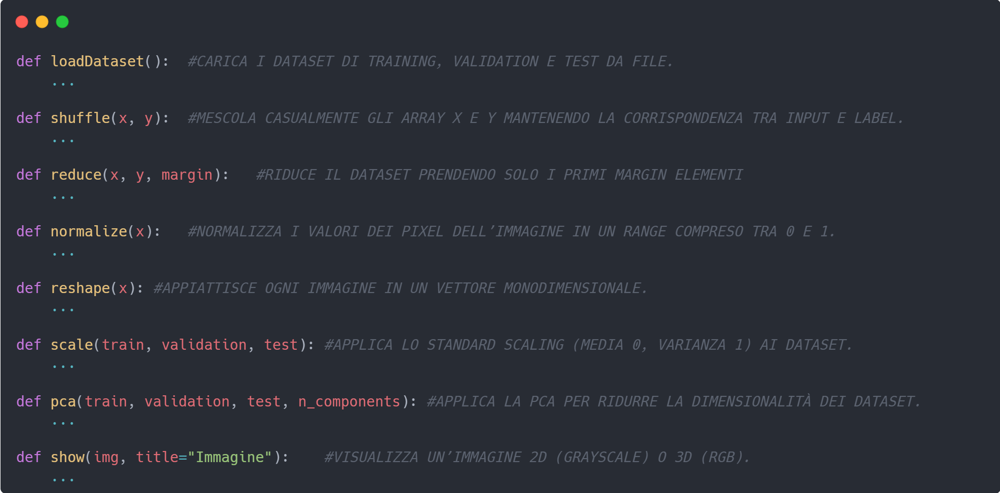 def loadDataset():  #CARICA I DATASET DI TRAINING, VALIDATION E TEST DA FILE.
    ...
def shuffle(x, y):  #MESCOLA CASUALMENTE GLI ARRAY X E Y MANTENENDO LA CORRISPONDENZA TRA INPUT E LABEL.
    ...
def reduce(x, y, margin):   #RIDUCE IL DATASET PRENDENDO SOLO I PRIMI MARGIN ELEMENTI
    ...
def normalize(x):   #NORMALIZZA I VALORI DEI PIXEL DELL’IMMAGINE IN UN RANGE COMPRESO TRA 0 E 1.
    ...
def reshape(x): #APPIATTISCE OGNI IMMAGINE IN UN VETTORE MONODIMENSIONALE.
    ...
def scale(train, validation, test): #APPLICA LO STANDARD SCALING (MEDIA 0, VARIANZA 1) AI DATASET.
    ...
def pca(train, validation, test, n_components): #APPLICA LA PCA PER RIDURRE LA DIMENSIONALITÀ DEI DATASET.
    ...
def show(img, title="Immagine"):    #VISUALIZZA UN’IMMAGINE 2D (GRAYSCALE) O 3D (RGB).
    ...